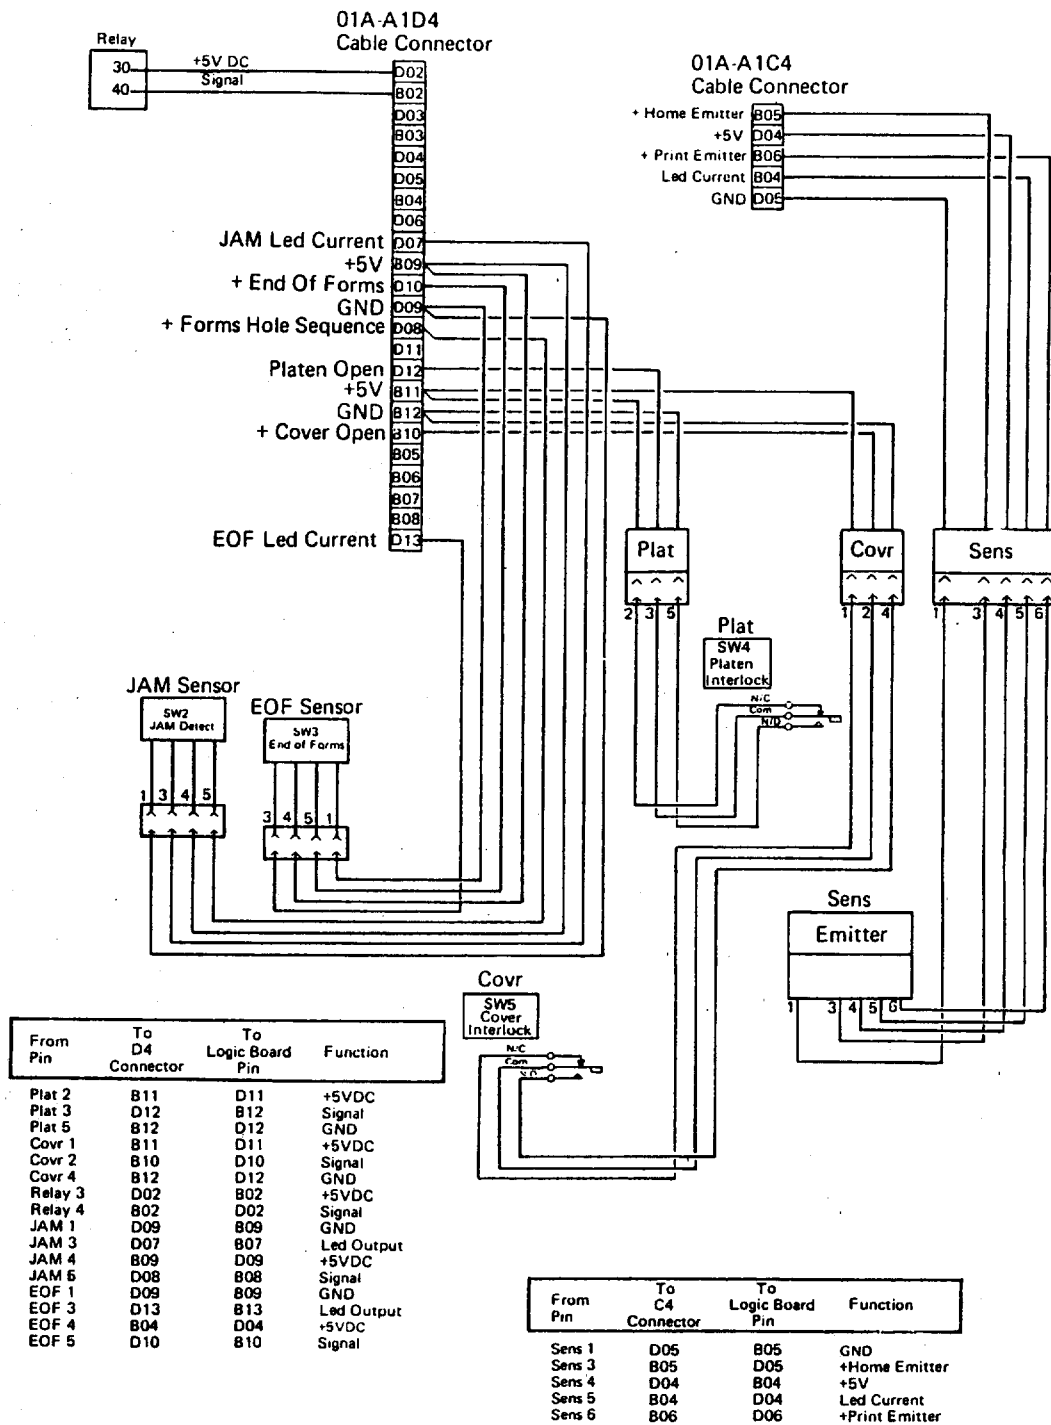 01A-A1D4
Cable Connector
Relay
30
40
+5V DC
Signal
D02
B02
D03
B03
D04
D05
B04
D06
JAM Led Current D07
+5V B09
+ End Of Forms D10
GND D09
+ Forms Hole Sequence D08
D11
Platen Open D12
+5V B11
GND B12
+ Cover Open B10
B05
B06
B07
B08
EOF Led Current D13
01A-A1C4
Cable Connector
+ Home Emitter B05
+5V D04
+ Print Emitter B06
Led Current B04
GND D05
Plat
2 3 5
Covr
1 2 4
Sens
1 3 4 5 6
Plat
SW4
Platen
Interlock
N/C
Com
N/O
JAM Sensor
SW2
JAM Detect
1 3 4 5
EOF Sensor
SW3
End of Forms
3 4 5 1
Sens
Emitter
1 3 4 5 6
Covr
SW5
Cover
Interlock
N/C
Com
N/O
From Pin To D4 Connector To Logic Board Pin Function
Plat 2 B11 D11 +5VDC
Plat 3 D12 B12 Signal
Plat 5 B12 D12 GND
Covr 1 B11 D11 +5VDC
Covr 2 B10 D10 Signal
Covr 4 B12 D12 GND
Relay 3 D02 B02 +5VDC
Relay 4 B02 D02 Signal
JAM 1 D09 B09 GND
JAM 3 D07 B07 Led Output
JAM 4 B09 D09 +5VDC
JAM 5 D08 B08 Signal
EOF 1 D09 B09 GND
EOF 3 D13 B13 Led Output
EOF 4 B04 D04 +5VDC
EOF 5 D10 B10 Signal
From Pin To C4 Connector To Logic Board Pin Function
Sens 1 D05 B05 GND
Sens 3 B05 D05 +Home Emitter
Sens 4 D04 B04 +5V
Sens 5 B04 D04 Led Current
Sens 6 B06 D06 +Print Emitter